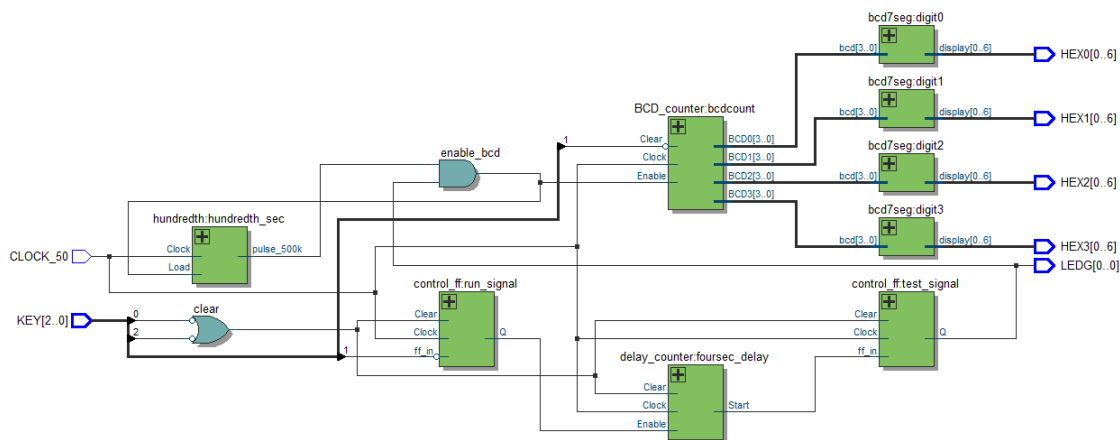 bcd7seg:digit0
bcd[3..0]
display[0..6]
HEX0[0..6]
bcd7seg:digit1
bcd[3..0]
display[0..6]
HEX1[0..6]
BCD_counter:bcdcount
1
Clear
Clock
Enable
BCD0[3..0]
BCD1[3..0]
BCD2[3..0]
BCD3[3..0]
bcd7seg:digit2
bcd[3..0]
display[0..6]
HEX2[0..6]
bcd7seg:digit3
bcd[3..0]
display[0..6]
HEX3[0..6]
LEDG[0..0]
enable_bcd
hundredth:hundredth_sec
CLOCK_50
Clock
Load
pulse_500k
KEY[2..0]
0
2
clear
1
control_ff:run_signal
Clear
Clock
ff_in
Q
delay_counter:foursec_delay
Clear
Clock
Enable
Start
control_ff:test_signal
Clear
Clock
ff_in
Q